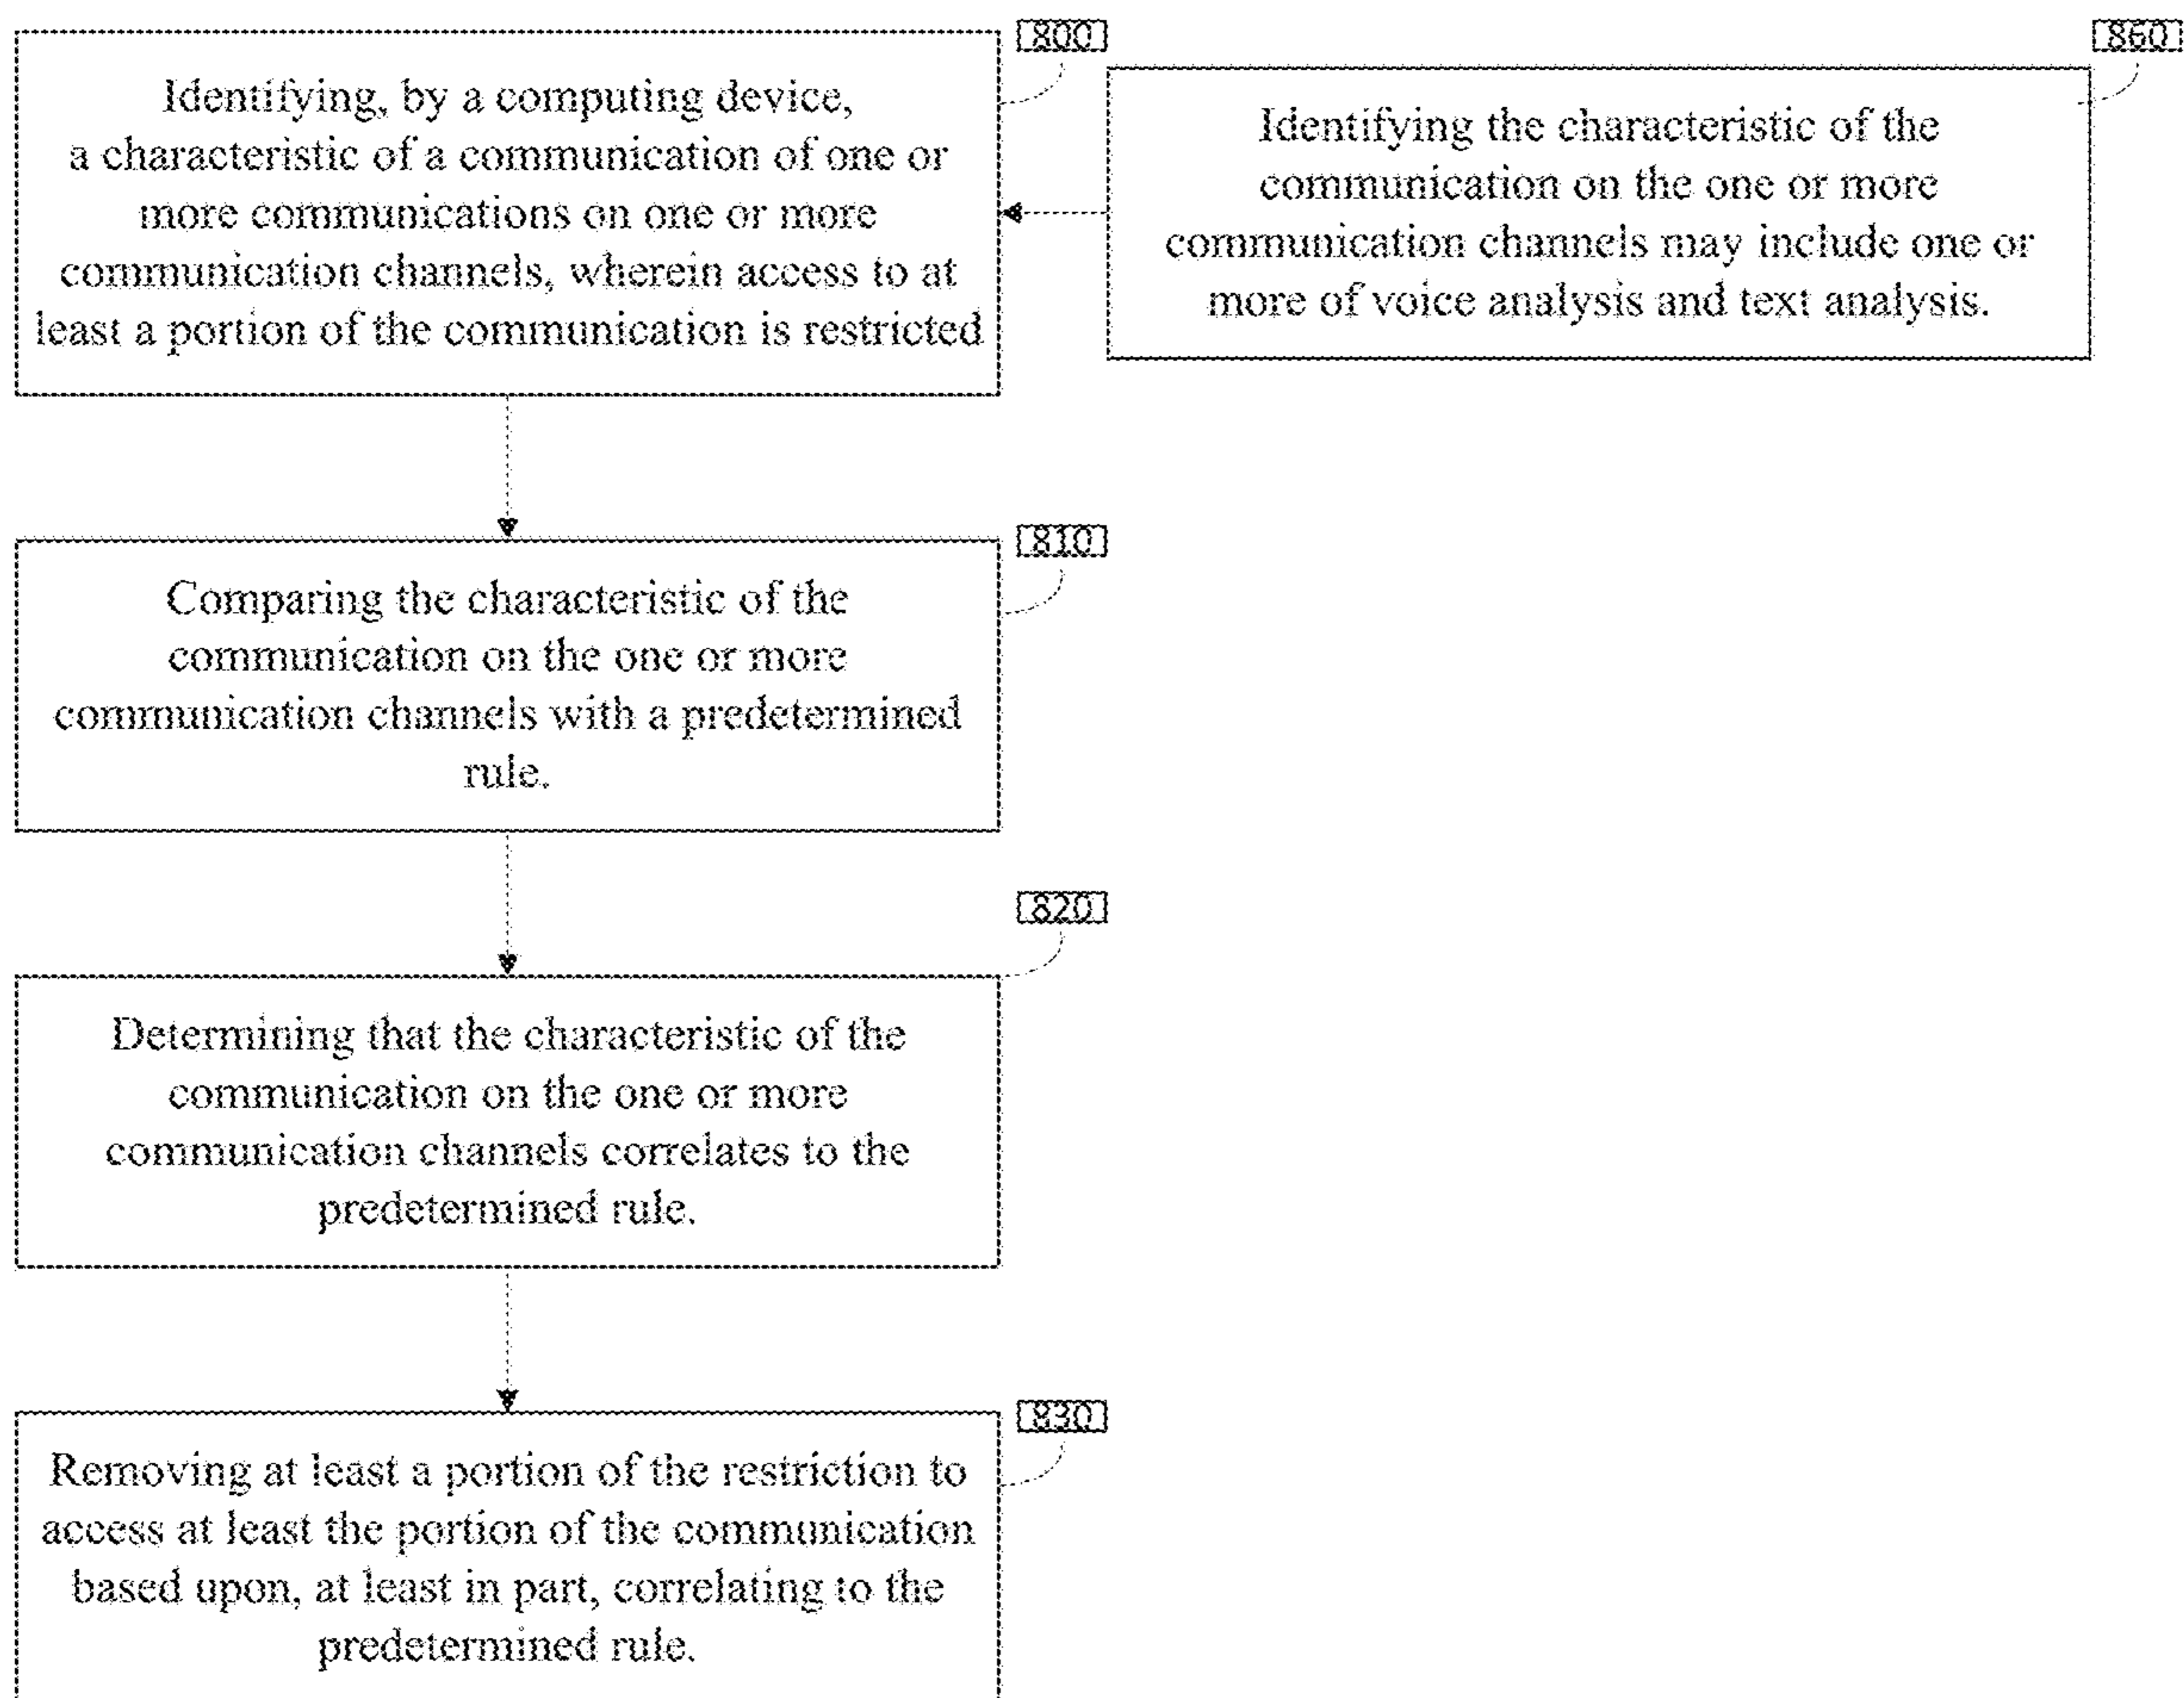 800
Identifying, by a computing device,
a characteristic of a communication of one or
more communications on one or more
communication channels, wherein access to at
least a portion of the communication is restricted
860
Identifying the characteristic of the
communication on the one or more
communication channels may include one or
more of voice analysis and text analysis.
810
Comparing the characteristic of the
communication on the one or more
communication channels with a predetermined
rule.
820
Determining that the characteristic of the
communication on the one or more
communication channels correlates to the
predetermined rule.
830
Removing at least a portion of the restriction to
access at least the portion of the communication
based upon, at least in part, correlating to the
predetermined rule.